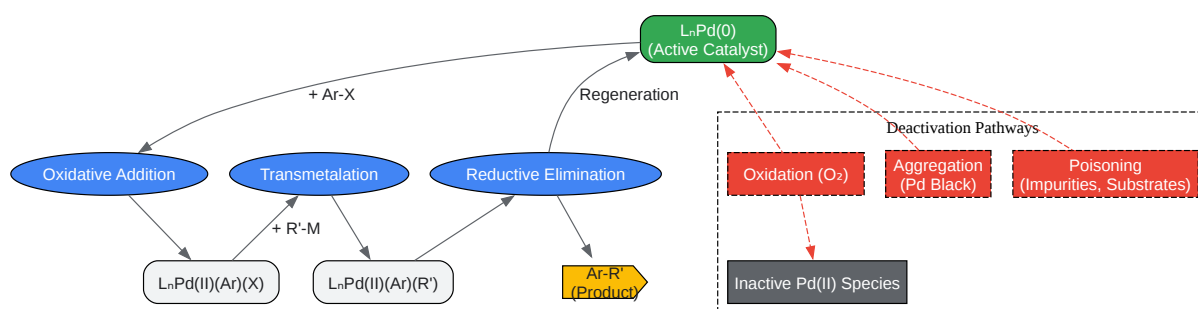 LₙPd(0)
(Active Catalyst)
+ Ar-X
Regeneration
Deactivation Pathways
Oxidative Addition
Transmetalation
Reductive Elimination
Oxidation (O₂)
Aggregation
(Pd Black)
Poisoning
(Impurities, Substrates)
+ R'-M
LₙPd(II)(Ar)(X)
LₙPd(II)(Ar)(R')
Ar-R'
(Product)
Inactive Pd(II) Species